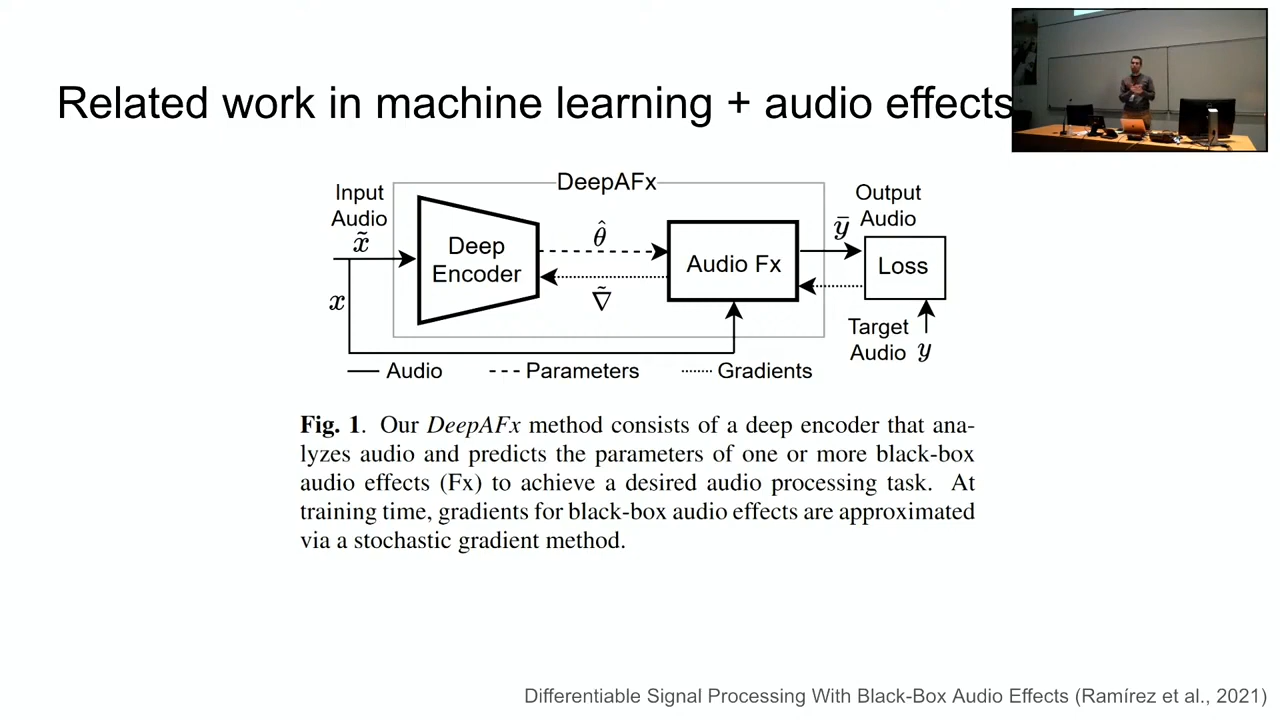 Related work in machine learning + audio effects
DeepAFx
Input
Audio
x̃
x
Deep
Encoder
θ̂
∇̃
Audio Fx
ȳ
Output
Audio
Loss
Target
Audio y
Audio
Parameters
Gradients
Fig. 1. Our DeepAFx method consists of a deep encoder that ana-
lyzes audio and predicts the parameters of one or more black-box
audio effects (Fx) to achieve a desired audio processing task. At
training time, gradients for black-box audio effects are approximated
via a stochastic gradient method.
Differentiable Signal Processing With Black-Box Audio Effects (Ramírez et al., 2021)